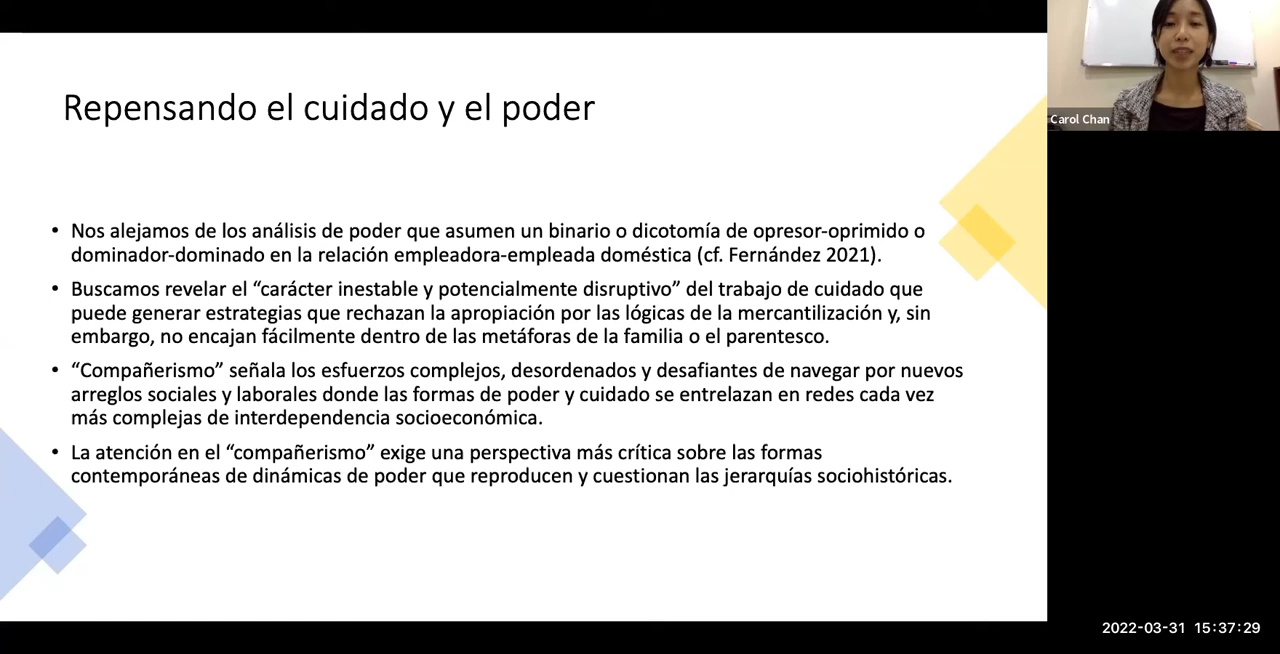 Repensando el cuidado y el poder
• Nos alejamos de los análisis de poder que asumen un binario o dicotomía de opresor-oprimido o
dominador-dominado en la relación empleadora-empleada doméstica (cf. Fernández 2021).
• Buscamos revelar el “carácter inestable y potencialmente disruptivo” del trabajo de cuidado que
puede generar estrategias que rechazan la apropiación por las lógicas de la mercantilización y, sin
embargo, no encajan fácilmente dentro de las metáforas de la familia o el parentesco.
• “Compañerismo” señala los esfuerzos complejos, desordenados y desafiantes de navegar por nuevos
arreglos sociales y laborales donde las formas de poder y cuidado se entrelazan en redes cada vez
más complejas de interdependencia socioeconómica.
• La atención en el “compañerismo” exige una perspectiva más crítica sobre las formas
contemporáneas de dinámicas de poder que reproducen y cuestionan las jerarquías sociohistóricas.
Carol Chan
2022-03-31 15:37:29